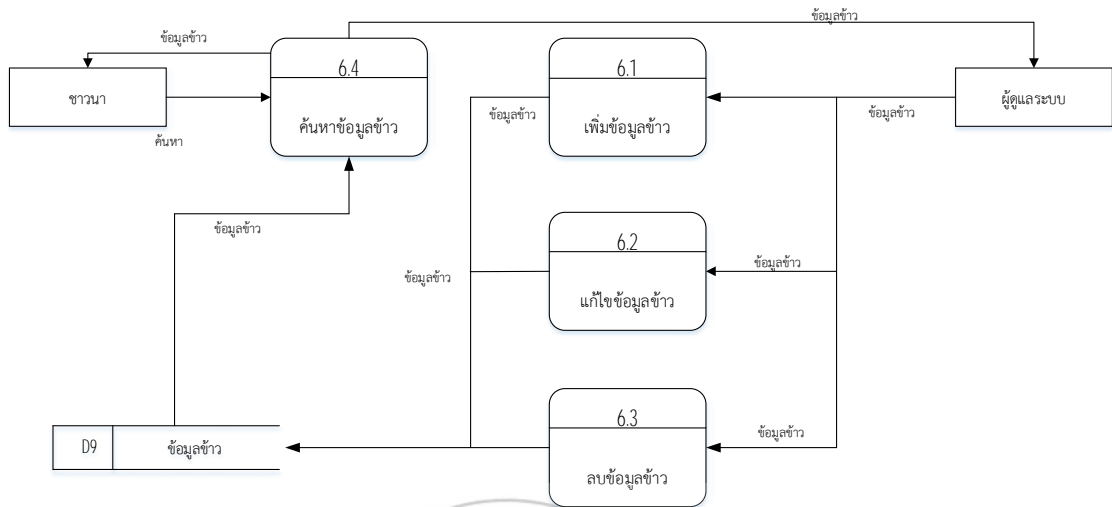 ข้อมูลข้าว
ข้อมูลข้าว
6.4
6.1
ชาวนา
ผู้ดูแลระบบ
ข้อมูลข้าว
ข้อมูลข้าว
ค้นหาข้อมูลข้าว
เพิ่มข้อมูลข้าว
ค้นหา
ข้อมูลข้าว
6.2
ข้อมูลข้าว
ข้อมูลข้าว
แก้ไขข้อมูลข้าว
6.3
ข้อมูลข้าว
D9
ข้อมูลข้าว
ลบข้อมูลข้าว